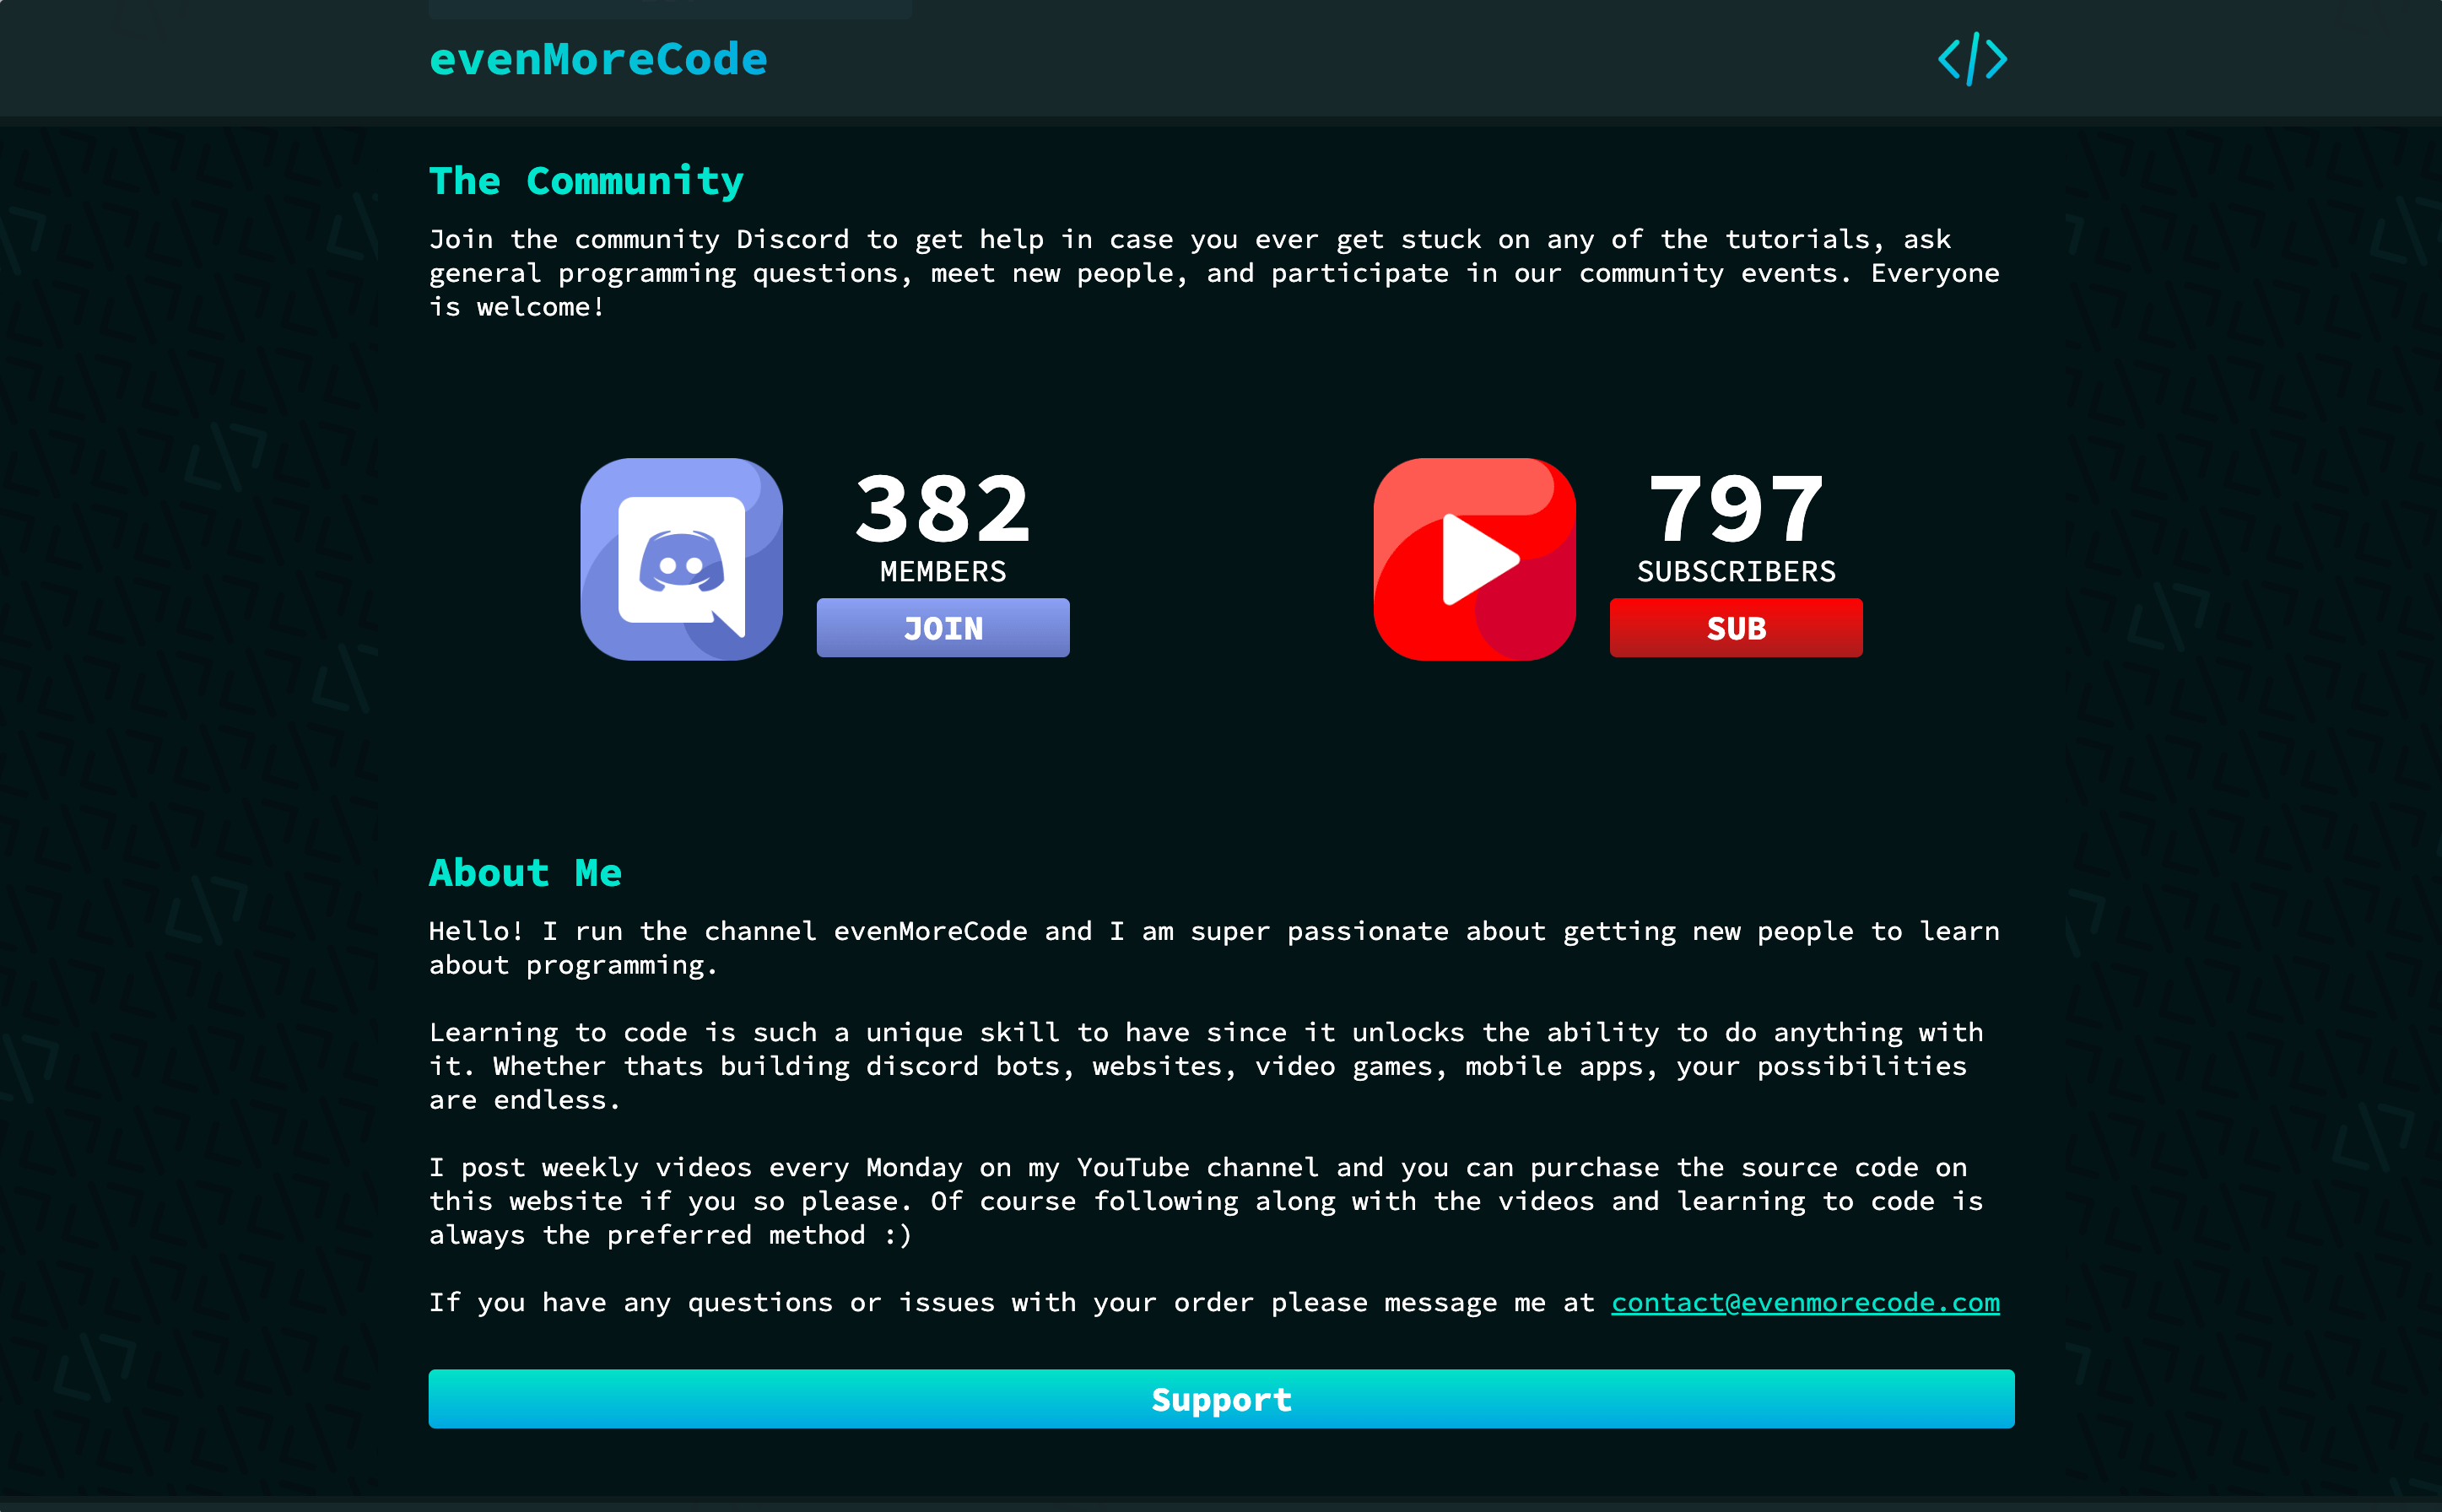 evenMoreCode
The Community
Join the community Discord to get help in case you ever get stuck on any of the tutorials, ask
general programming questions, meet new people, and participate in our community events. Everyone
is welcome!
382
MEMBERS
JOIN
797
SUBSCRIBERS
SUB
About Me
Hello! I run the channel evenMoreCode and I am super passionate about getting new people to learn
about programming.
Learning to code is such a unique skill to have since it unlocks the ability to do anything with
it. Whether thats building discord bots, websites, video games, mobile apps, your possibilities
are endless.
I post weekly videos every Monday on my YouTube channel and you can purchase the source code on
this website if you so please. Of course following along with the videos and learning to code is
always the preferred method :)
If you have any questions or issues with your order please message me at contact@evenmorecode.com
Support